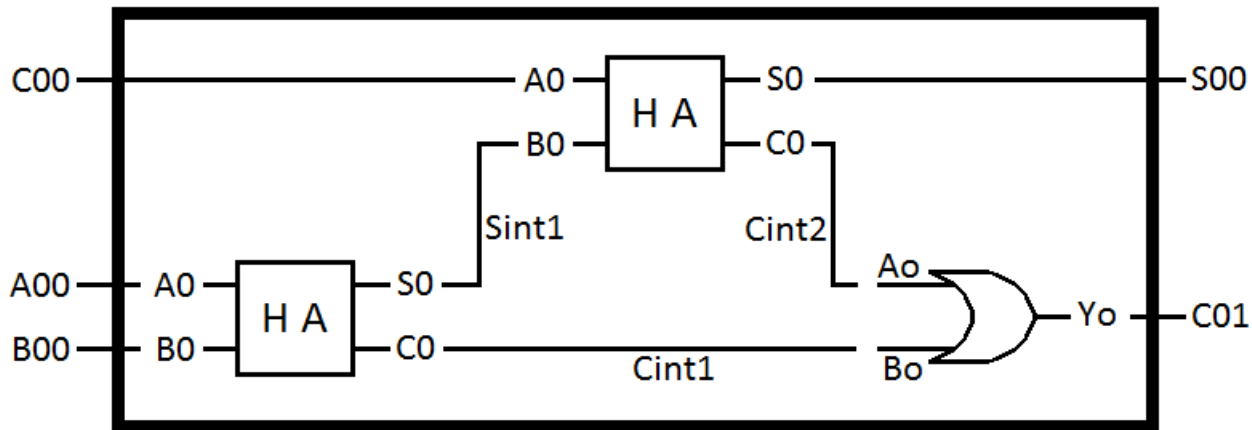 C00 A0 H A S0 S00
B0 C0
Sint1 Cint2
A00 A0 H A S0 Ao
B00 B0 C0 Cint1 Bo Yo C01